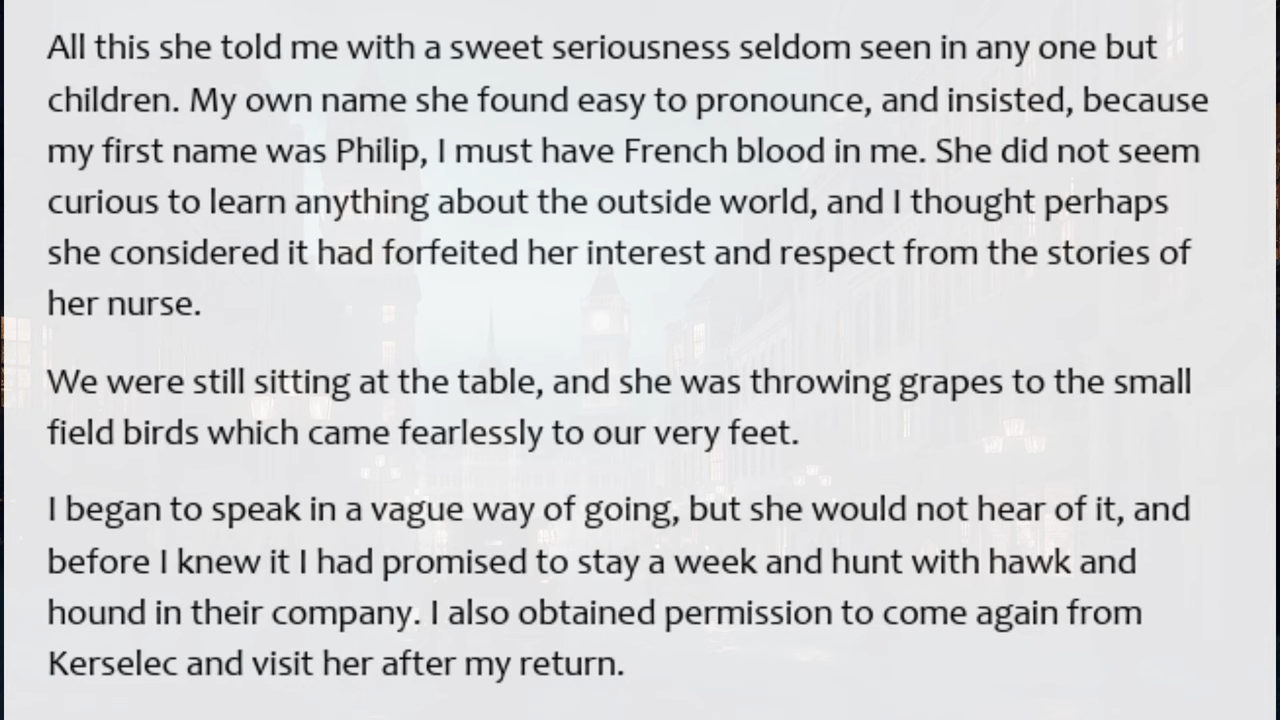 All this she told me with a sweet seriousness seldom seen in any one but
children. My own name she found easy to pronounce, and insisted, because
my first name was Philip, I must have French blood in me. She did not seem
curious to learn anything about the outside world, and I thought perhaps
she considered it had forfeited her interest and respect from the stories of
her nurse.
We were still sitting at the table, and she was throwing grapes to the small
field birds which came fearlessly to our very feet.
I began to speak in a vague way of going, but she would not hear of it, and
before I knew it I had promised to stay a week and hunt with hawk and
hound in their company. I also obtained permission to come again from
Kerselec and visit her after my return.